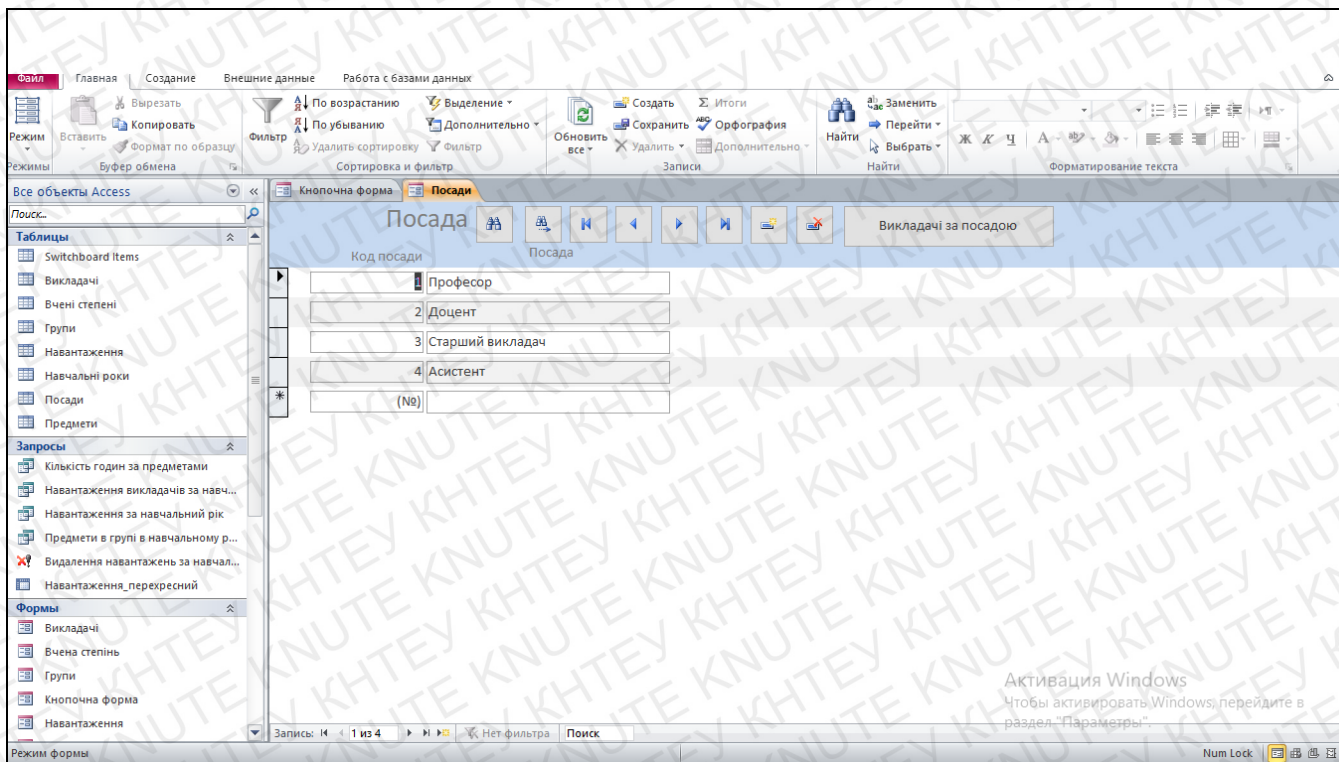 Файл Главная Создание Внешние данные Работа с базами данных
Вырезать По возрастанию Выделение Создать Σ Итоги Заменить
Копировать По убыванию Дополнительно Сохранить Орфография Перейти
Режим Вставить Формат по образцу Фильтр Удалить сортировку Фильтр Обновить все Удалить Дополнительно Найти Выбрать Ж К Ч А
Режимы Буфер обмена Сортировка и фильтр Записи Найти Форматирование текста
Все объекты Access « Кнопочна форма Посади
Поиск...
Таблицы
Switchboard Items
Викладачі
Вчені степені
Групи
Навантаження
Навчальні роки
Посади
Предмети
Запросы
Кількість годин за предметами
Навантаження викладачів за навч...
Навантаження за навчальний рік
Предмети в групі в навчальному р...
Видалення навантажень за навчал...
Навантаження_перехресний
Формы
Викладачі
Вчена степінь
Групи
Кнопочна форма
Навантаження
Посада Викладачі за посадою
Код посади Посада
1 Професор
2 Доцент
3 Старший викладач
4 Асистент
(№)
Активация Windows
Чтобы активировать Windows, перейдите в
раздел "Параметры".
Запись: 1 из 4 Нет фильтра Поиск
Режим формы Num Lock
KNUTE KHTEY